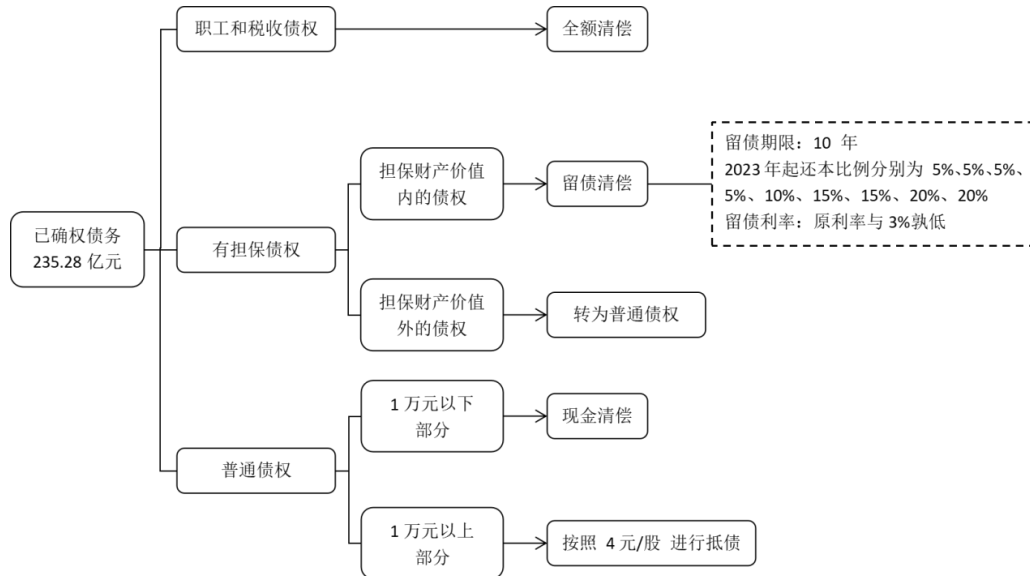 职工和税收债权
全额清偿
担保财产价值
内的债权
留债清偿
留债期限：10 年
2023 年起还本比例分别为 5%、5%、5%、
5%、10%、15%、15%、20%、20%
留债利率：原利率与 3%孰低
已确权债务
235.28 亿元
有担保债权
担保财产价值
外的债权
转为普通债权
1 万元以下
部分
现金清偿
普通债权
1 万元以上
部分
按照 4 元/股 进行抵债